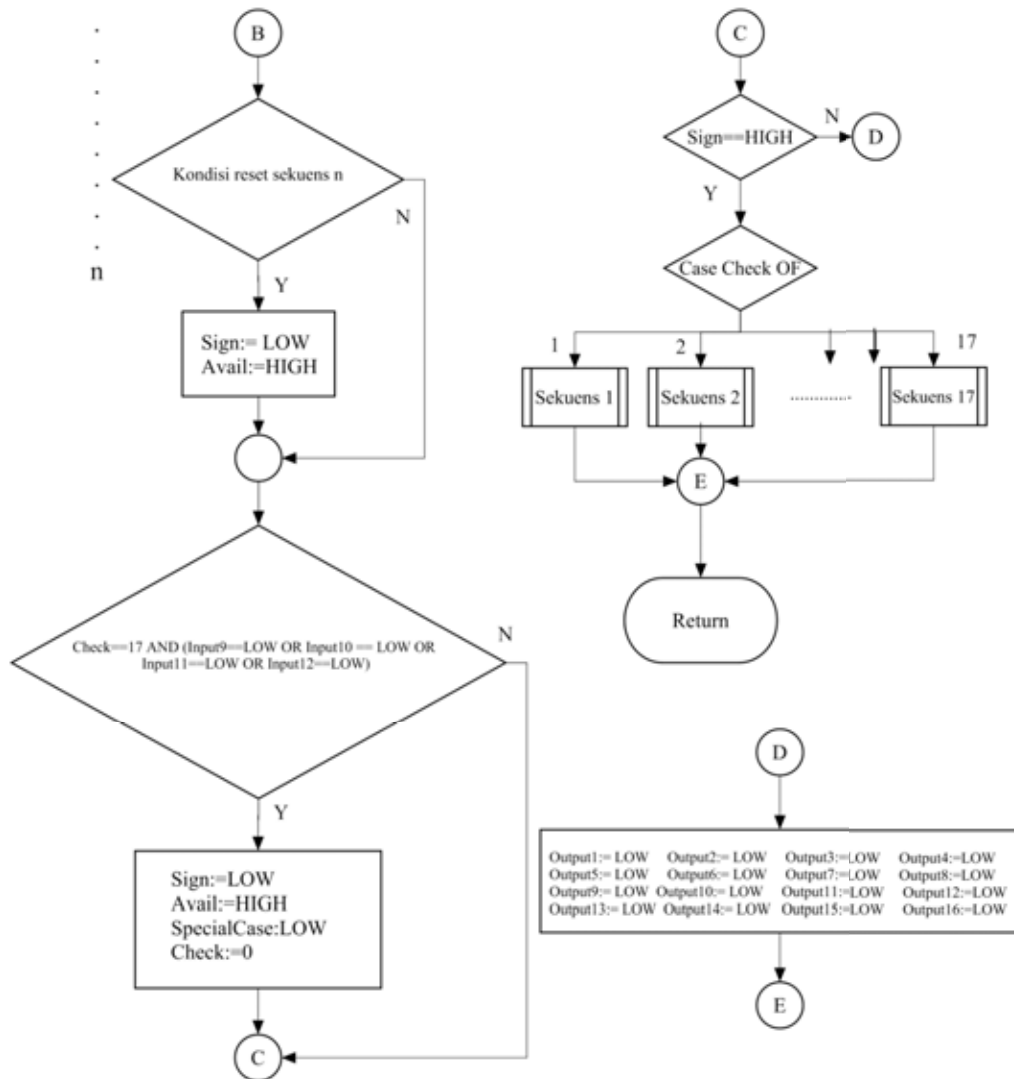 B
Kondisi reset sekuens n
N
n
Y
Sign:= LOW
Avail:=HIGH
Check==17 AND (Input9==LOW OR Input10 == LOW OR
Input11==LOW OR Input12==LOW)
N
Y
Sign:=LOW
Avail:=HIGH
SpecialCase:LOW
Check:=0
C
C
Sign==HIGH
N
D
Y
Case Check OF
1
2
17
Sekuens 1
Sekuens 2
..............
Sekuens 17
E
Return
D
Output1:= LOW Output2:= LOW Output3:=LOW Output4:=LOW
Output5:= LOW Output6:= LOW Output7:= LOW Output8:= LOW
Output9:= LOW Output10:= LOW Output11:= LOW Output12:= LOW
Output13:= LOW Output14:= LOW Output15:= LOW Output16:=LOW
E